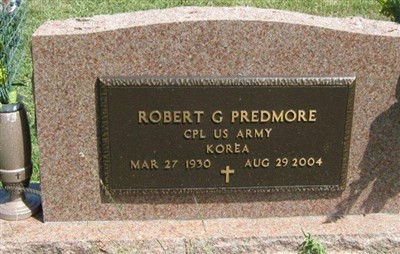 ROBERT G PREDMORE
CPL US ARMY
KOREA
MAR 27 1930 AUG 29 2004